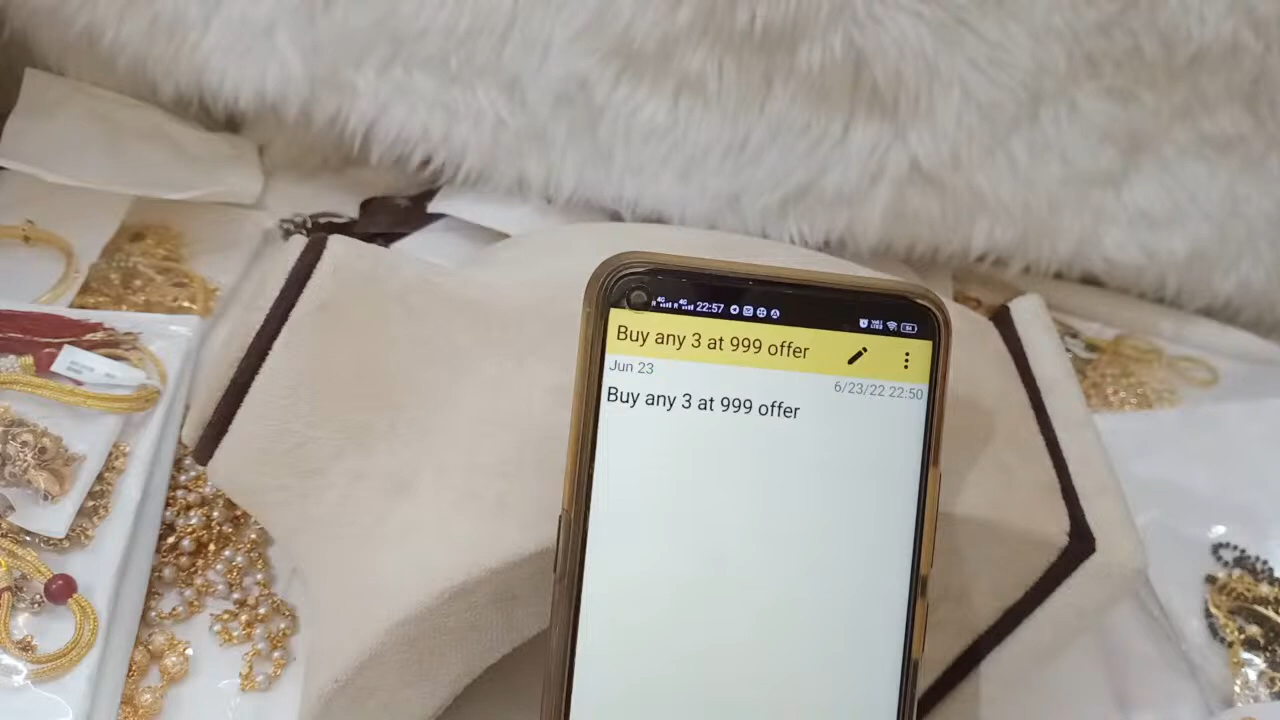 22:57
Buy any 3 at 999 offer
Jun 23
6/23/22 22:50
Buy any 3 at 999 offer